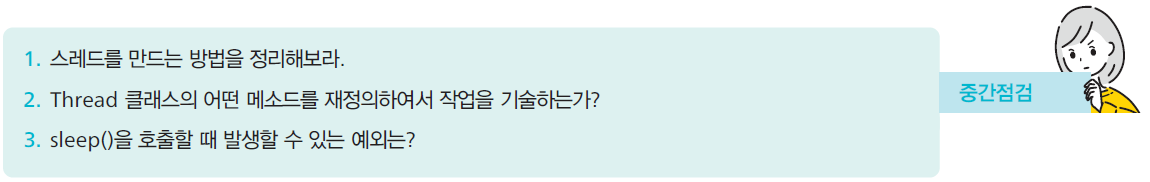 1. 스레드를 만드는 방법을 정리해보라.
2. Thread 클래스의 어떤 메소드를 재정의하여서 작업을 기술하는가?
3. sleep()을 호출할 때 발생할 수 있는 예외는?
중간점검